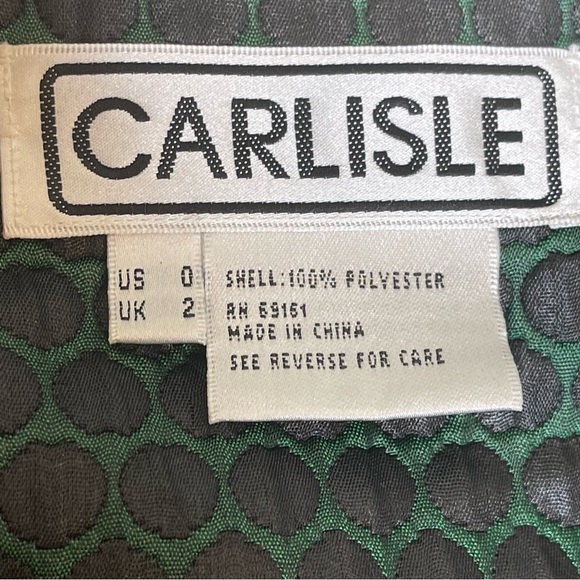 CARLISLE
US 0
UK 2
SHELL:100% POLYESTER
RN 69161
MADE IN CHINA
SEE REVERSE FOR CARE